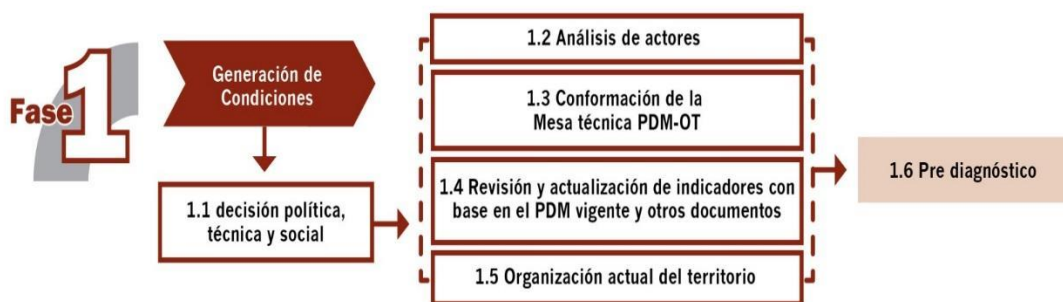 Fase 1
Generación de
Condiciones
1.1 decisión política,
técnica y social
1.2 Análisis de actores
1.3 Conformación de la
Mesa técnica PDM-OT
1.4 Revisión y actualización de indicadores con
base en el PDM vigente y otros documentos
1.5 Organización actual del territorio
1.6 Pre diagnóstico